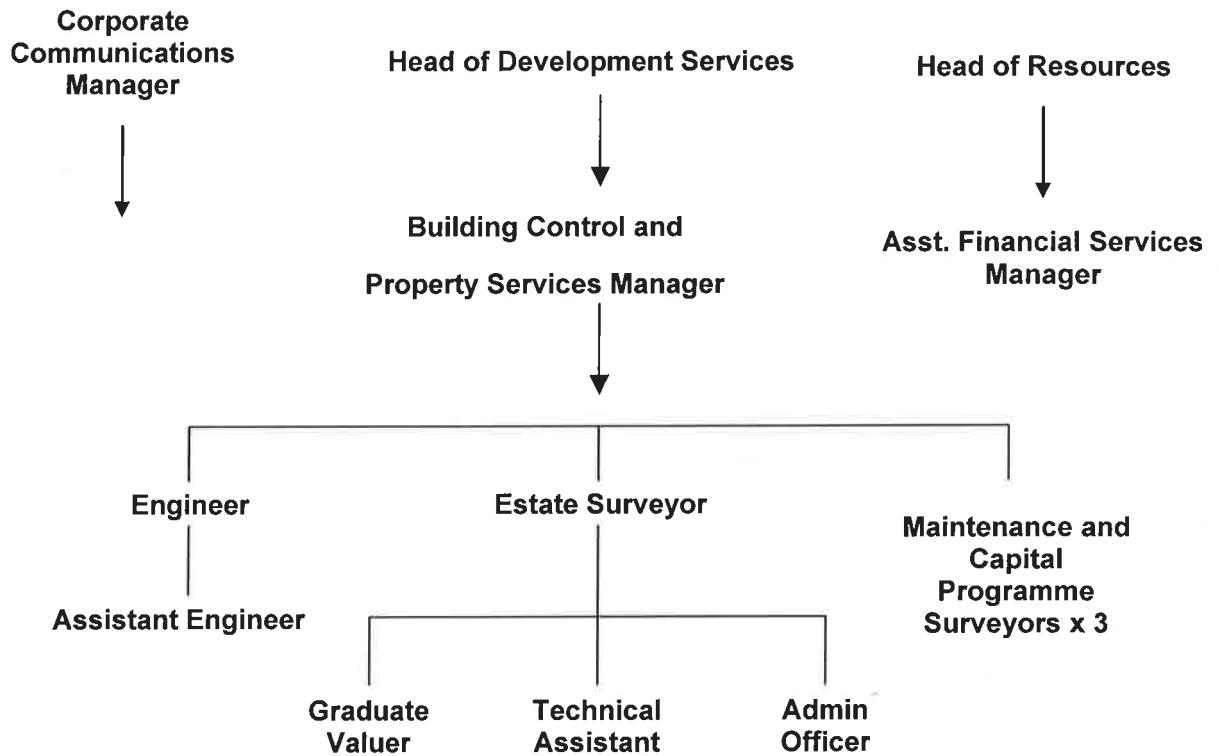 Corporate
Communications
Manager
Head of Development Services
Head of Resources
Building Control and
Property Services Manager
Asst. Financial Services
Manager
Engineer
Estate Surveyor
Maintenance and
Capital
Programme
Surveyors x 3
Assistant Engineer
Graduate
Valuer
Technical
Assistant
Admin
Officer